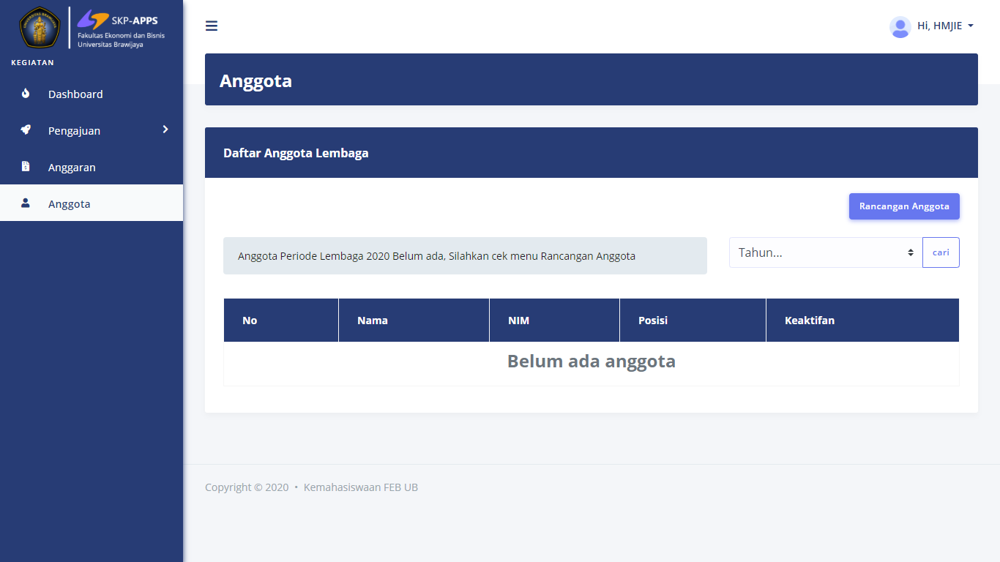 UNIVERSITAS BRAWIJAYA
SKP-APPS
Fakultas Ekonomi dan Bisnis
Universitas Brawijaya
KEGIATAN
Dashboard
Pengajuan
Anggaran
Anggota
Hi, HMJIE
Anggota
Daftar Anggota Lembaga
Rancangan Anggota
Anggota Periode Lembaga 2020 Belum ada, Silahkan cek menu Rancangan Anggota
Tahun...
cari
No Nama NIM Posisi Keaktifan
Belum ada anggota
Copyright © 2020 • Kemahasiswaan FEB UB